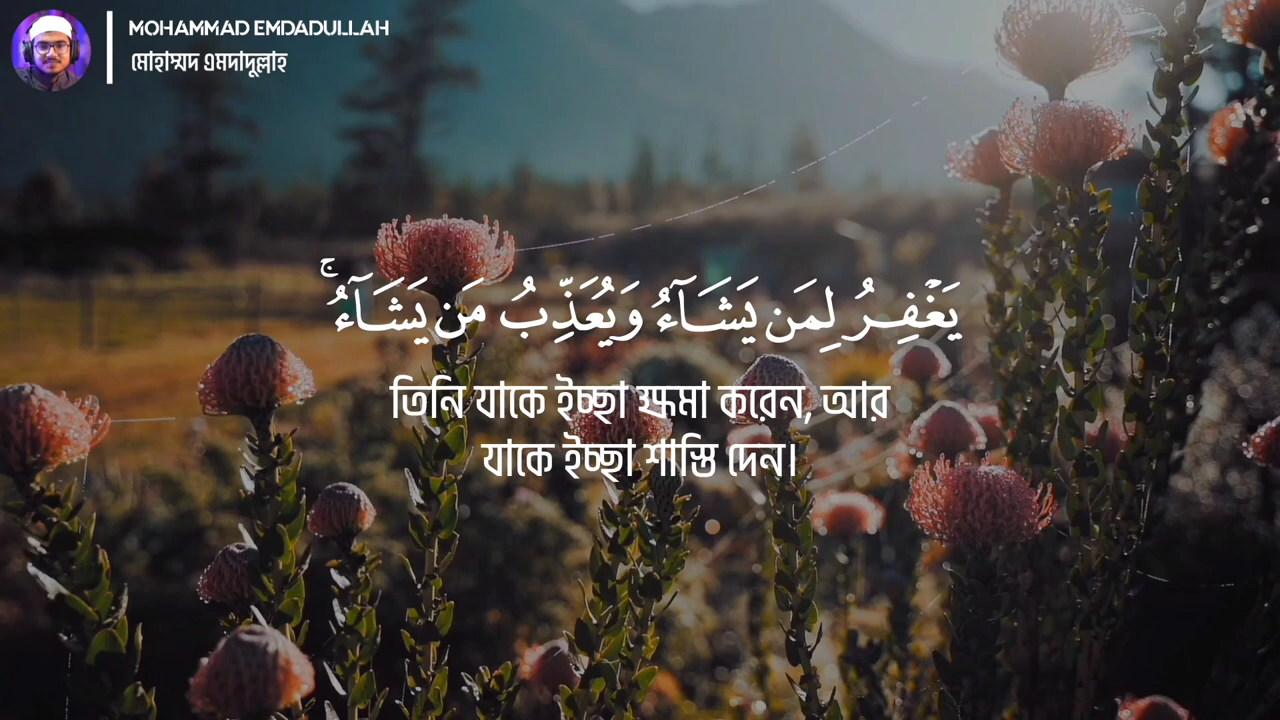 MOHAMMAD EMDADULLAH
মোহাম্মদ এমদাদুল্লাহ
يَغْفِرُ لِمَن يَشَآءُ وَيُعَذِّبُ مَن يَشَآءُ ۚ
তিনি যাকে ইচ্ছা ক্ষমা করেন, আর
যাকে ইচ্ছা শাস্তি দেন।